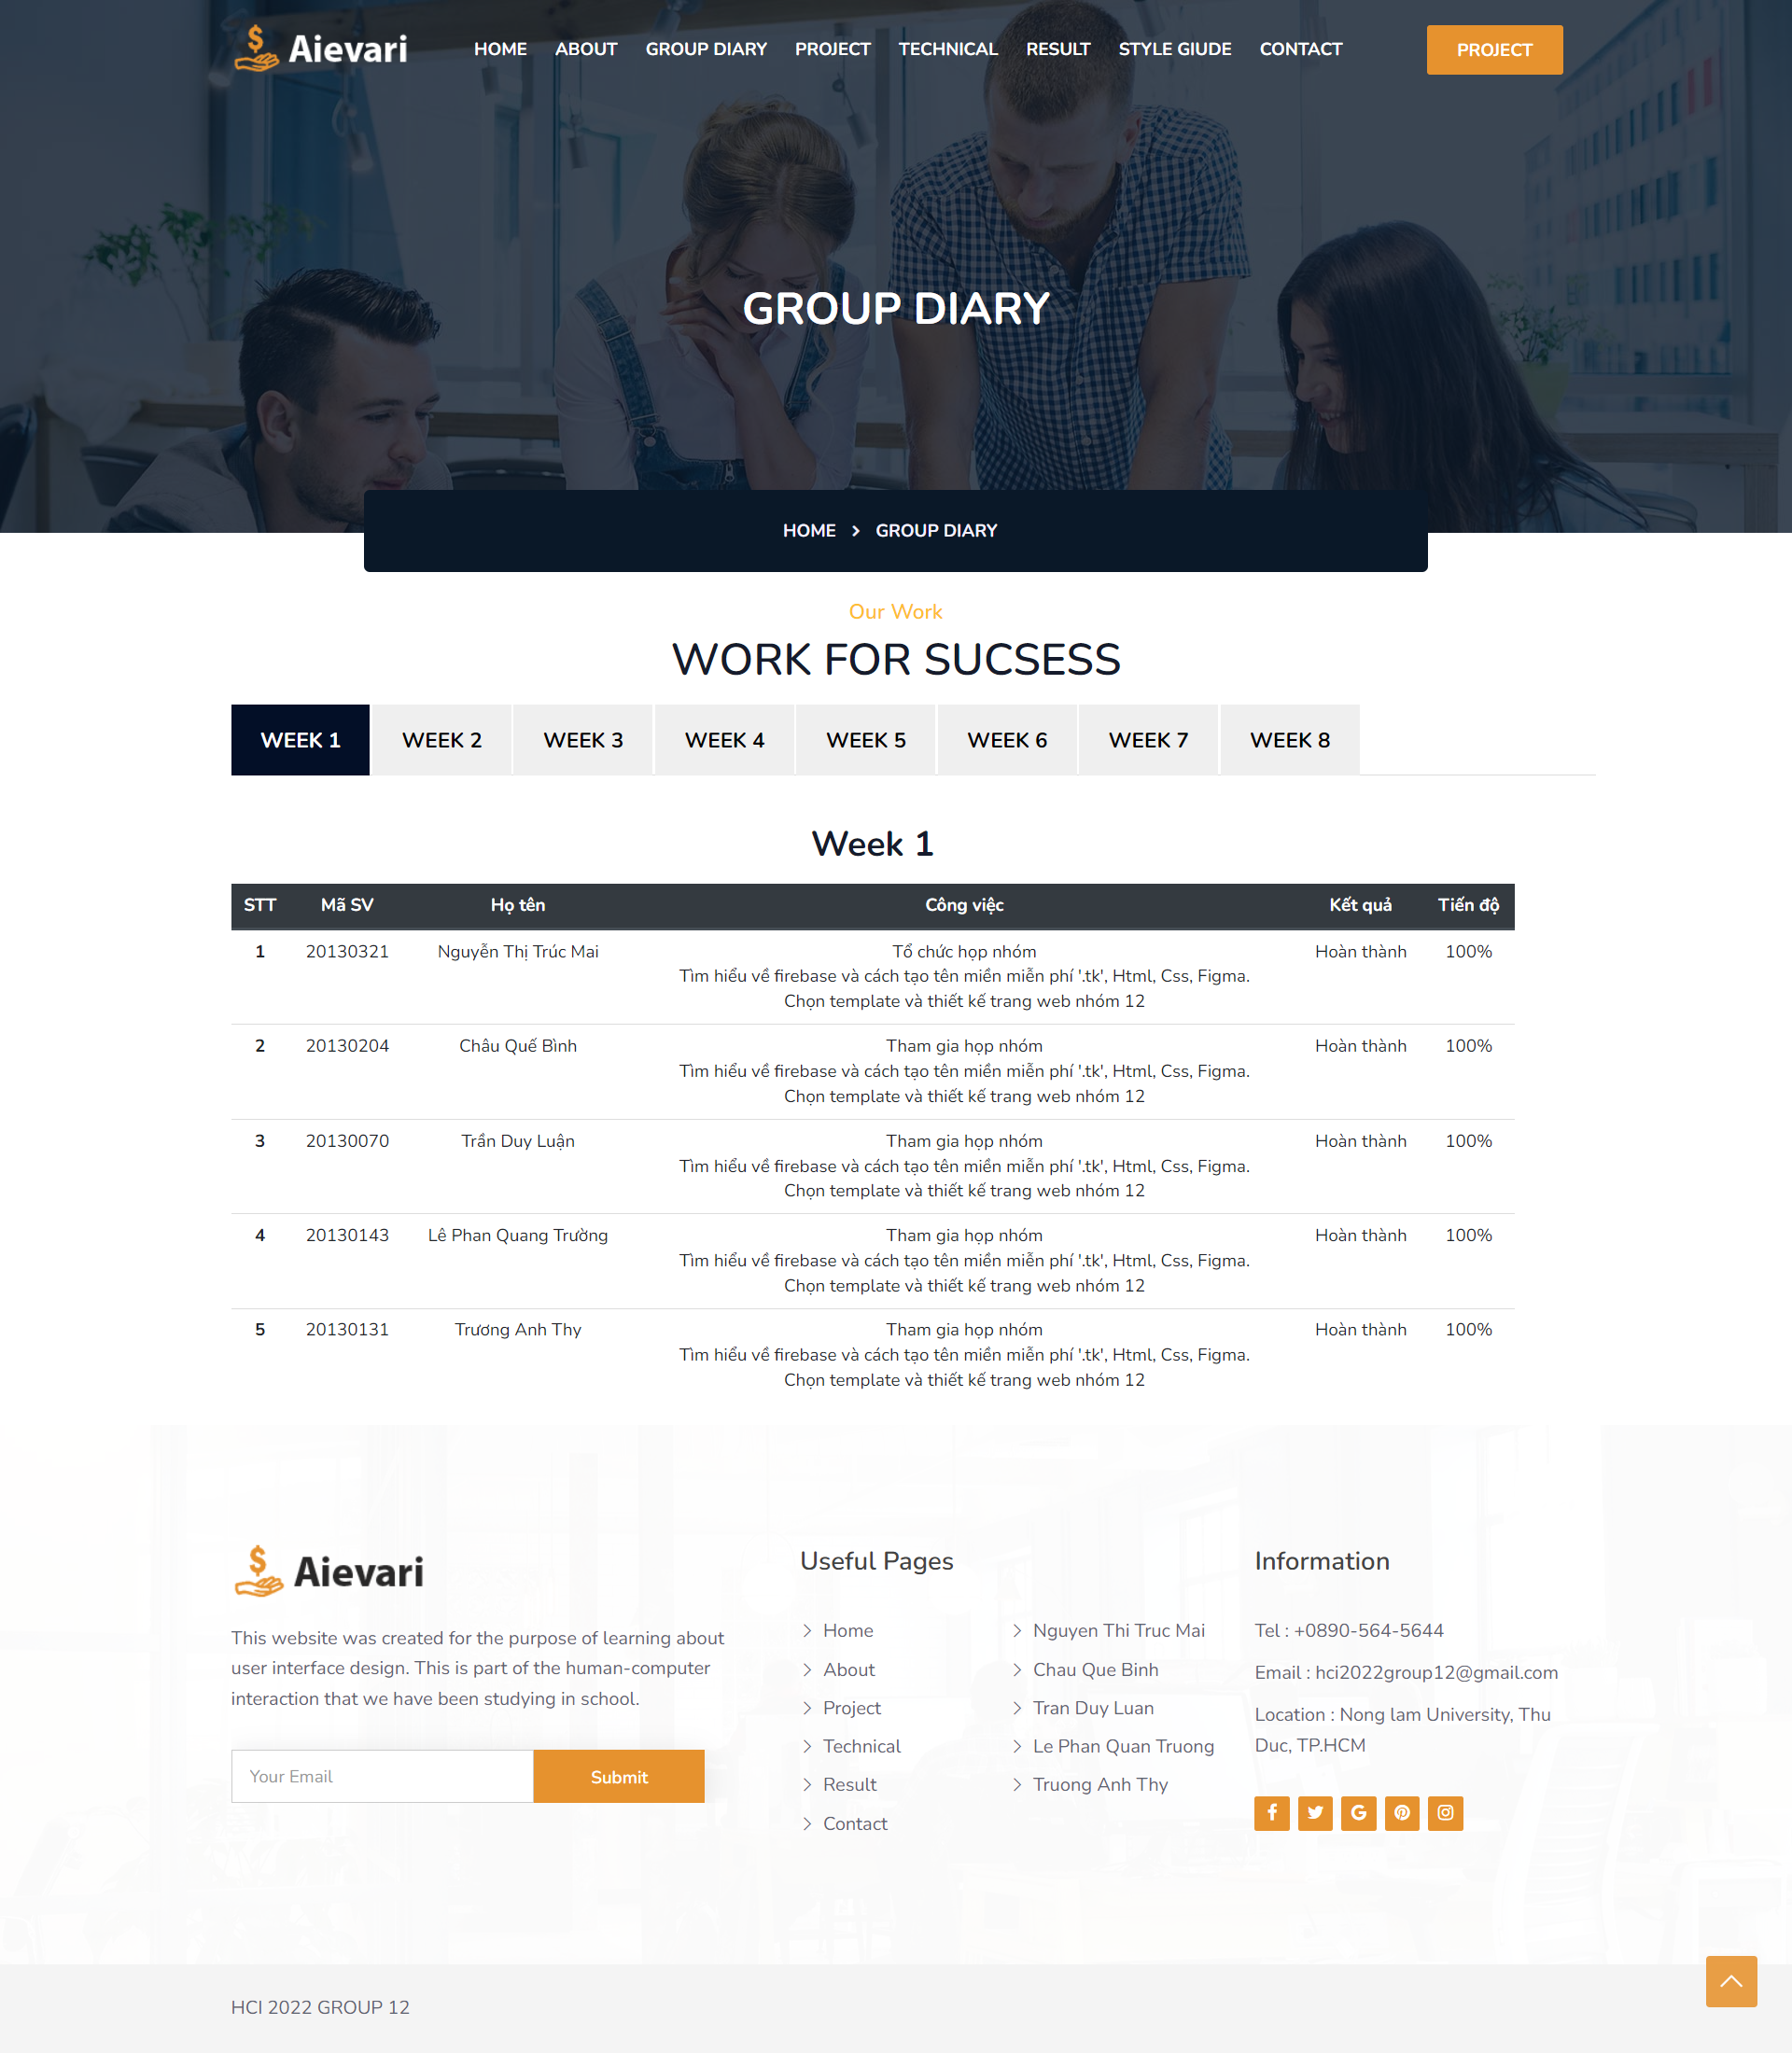 Aievari
HOME ABOUT GROUP DIARY PROJECT TECHNICAL RESULT STYLE GIUDE CONTACT
PROJECT
GROUP DIARY
HOME > GROUP DIARY
Our Work
WORK FOR SUCSESS
WEEK 1 WEEK 2 WEEK 3 WEEK 4 WEEK 5 WEEK 6 WEEK 7 WEEK 8
Week 1
STT Mã SV Họ tên Công việc Kết quả Tiến độ
1 20130321 Nguyễn Thị Trúc Mai Tổ chức họp nhóm Hoàn thành 100%
Tìm hiểu về firebase và cách tạo tên miền miễn phí '.tk', Html, Css, Figma.
Chọn template và thiết kế trang web nhóm 12
2 20130204 Châu Quế Bình Tham gia họp nhóm Hoàn thành 100%
Tìm hiểu về firebase và cách tạo tên miền miễn phí '.tk', Html, Css, Figma.
Chọn template và thiết kế trang web nhóm 12
3 20130070 Trần Duy Luận Tham gia họp nhóm Hoàn thành 100%
Tìm hiểu về firebase và cách tạo tên miền miễn phí '.tk', Html, Css, Figma.
Chọn template và thiết kế trang web nhóm 12
4 20130143 Lê Phan Quang Trường Tham gia họp nhóm Hoàn thành 100%
Tìm hiểu về firebase và cách tạo tên miền miễn phí '.tk', Html, Css, Figma.
Chọn template và thiết kế trang web nhóm 12
5 20130131 Trương Anh Thy Tham gia họp nhóm Hoàn thành 100%
Tìm hiểu về firebase và cách tạo tên miền miễn phí '.tk', Html, Css, Figma.
Chọn template và thiết kế trang web nhóm 12
Aievari
This website was created for the purpose of learning about
user interface design. This is part of the human-computer
interaction that we have been studying in school.
Your Email
Submit
Useful Pages
Home
About
Project
Technical
Result
Contact
Nguyen Thi Truc Mai
Chau Que Binh
Tran Duy Luan
Le Phan Quan Truong
Truong Anh Thy
Information
Tel : +0890-564-5644
Email : hci2022group12@gmail.com
Location : Nong lam University, Thu
Duc, TP.HCM
HCI 2022 GROUP 12